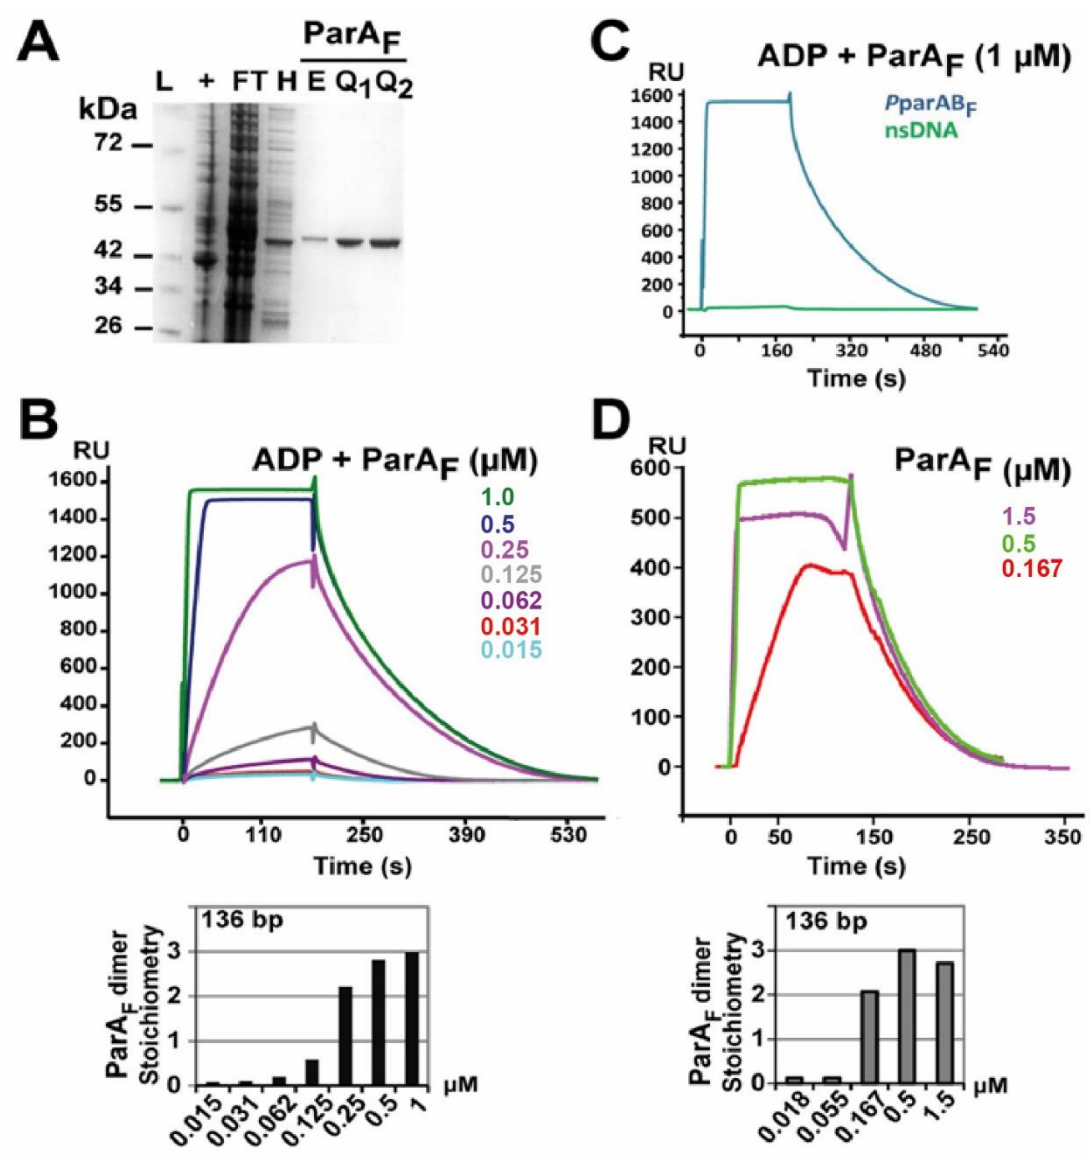 A
ParAF
L + FT H E Q1 Q2
kDa
72
55
42
34
26
B
RU
ADP + ParAF (µM)
1600
1400
1200
1000
800
600
400
200
0
1.0
0.5
0.25
0.125
0.062
0.031
0.015
0 110 250 390 530
Time (s)
136 bp
ParAF dimer
Stoichiometry
3
2
1
0
0.015 0.031 0.062 0.125 0.25 0.5 1 µM
C
ADP + ParAF (1 µM)
RU
1600
1400
1200
1000
800
600
400
200
0
PparABF
nsDNA
0 160 320 480 540
Time (s)
D
RU
ParAF (µM)
600
500
400
300
200
100
0
1.5
0.5
0.167
0 50 150 250 350
Time (s)
136 bp
ParAF dimer
Stoichiometry
3
2
1
0
0.018 0.055 0.167 0.5 1.5 µM